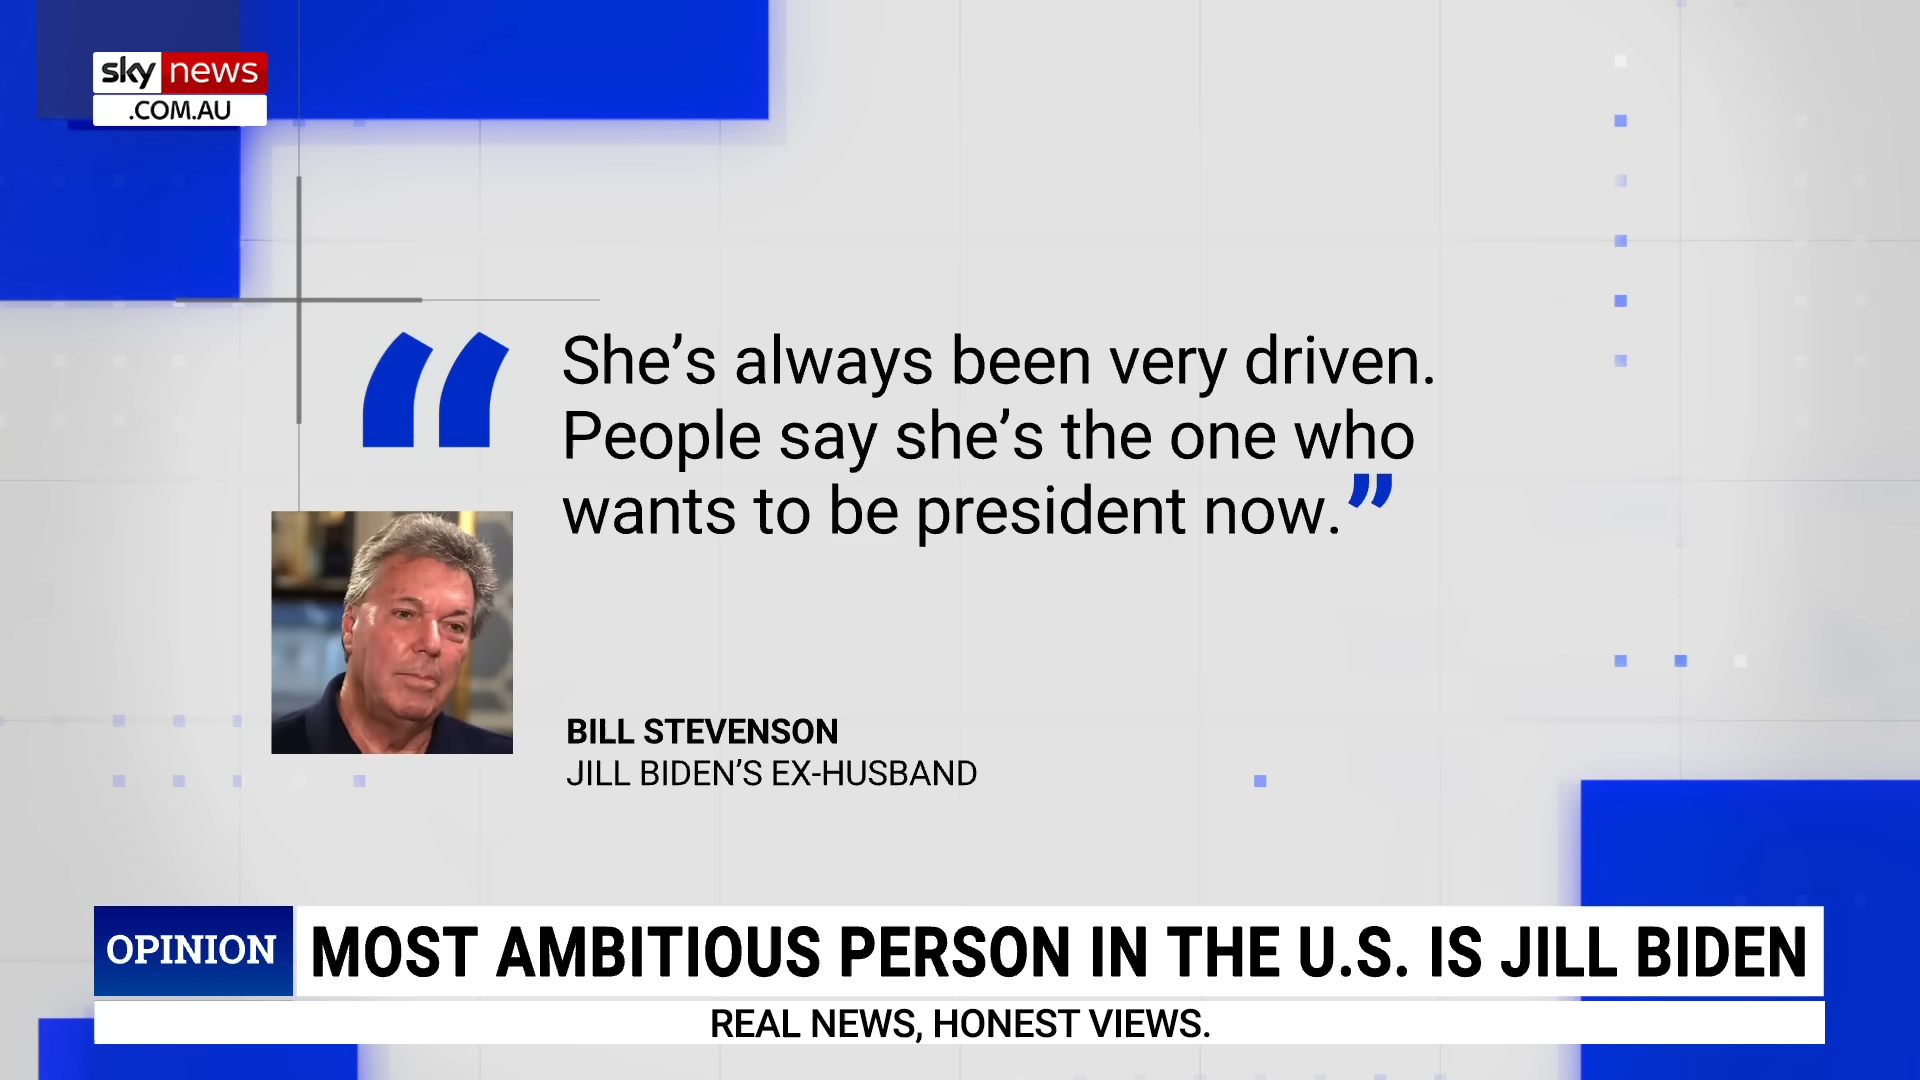 sky news
.COM.AU
“She’s always been very driven.
People say she’s the one who
wants to be president now.”
BILL STEVENSON
JILL BIDEN’S EX-HUSBAND
OPINION MOST AMBITIOUS PERSON IN THE U.S. IS JILL BIDEN
REAL NEWS, HONEST VIEWS.